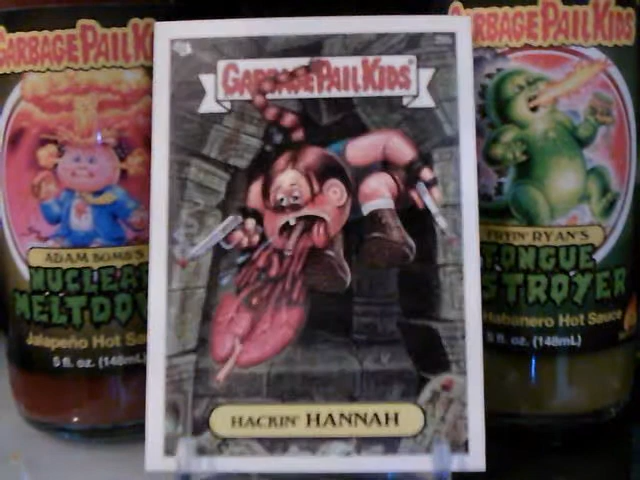 GARBAGE PAIL KIDS
ADAM BOMB'S
NUCLEAR
MELTDOW
Jalapeño Hot Sa
5 fl. oz. (148mL)
GARBAGE PAIL KIDS
HACKIN' HANNAH
GARBAGE PAIL KIDS
FRYIN' RYAN'S
TONGUE
STROYER
Habanero Hot Sauce
5 fl. oz. (148mL)